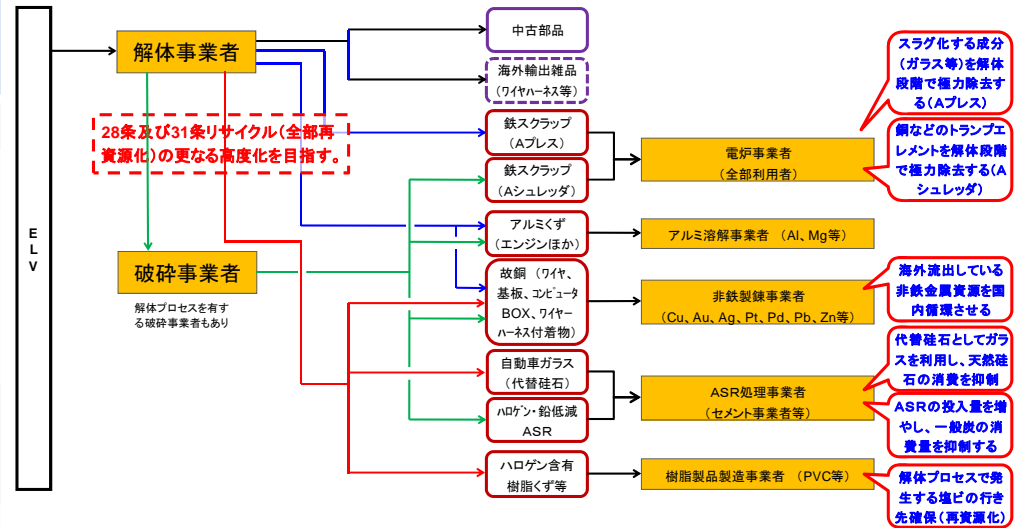 E
L
V
解体事業者
28条及び31条リサイクル(全部再
資源化)の更なる高度化を目指す。
破砕事業者
解体プロセスを有す
る破砕事業者もあり
中古部品
海外輸出雑品
(ワイヤハーネス等)
鉄スクラップ
(Aプレス)
鉄スクラップ
(Aシュレッダ)
アルミくず
(エンジンほか)
故銅 (ワイヤ、
基板、コンピュータ
BOX、ワイヤー
ハーネス付着物)
自動車ガラス
(代替硅石)
ハロゲン・鉛低減
ASR
ハロゲン含有
樹脂くず等
電炉事業者
(全部利用者)
アルミ溶解事業者 (Al、Mg等)
非鉄製錬事業者
(Cu、Au、Ag、Pt、Pd、Pb、Zn等)
ASR処理事業者
(セメント事業者等)
樹脂製品製造事業者 (PVC等)
スラグ化する成分
(ガラス等)を解体
段階で極力除去す
る(Aプレス)
銅などのトランプエ
レメントを解体段階
で極力除去する(A
シュレッダ)
海外流出している
非鉄金属資源を国
内循環させる
代替硅石としてガラ
スを利用し、天然硅
石の消費を抑制
ASRの投入量を増
やし、一般炭の消
費量を抑制する
解体プロセスで発
生する塩ビの行き
先確保(再資源化)